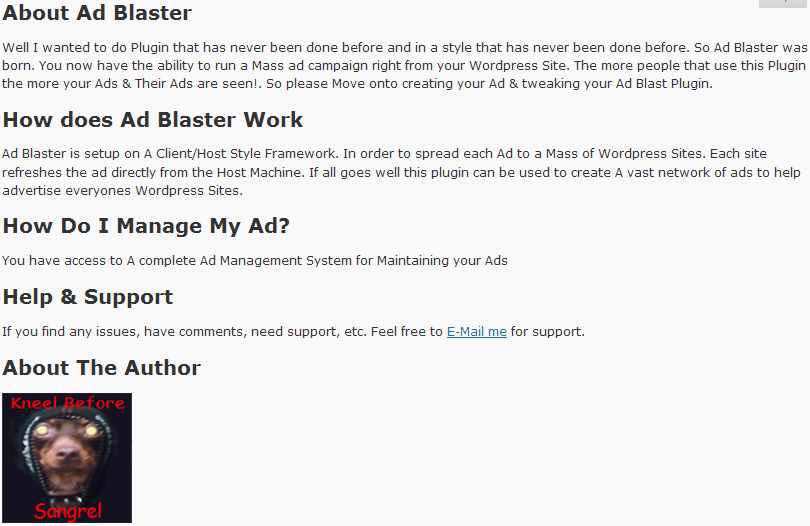 About Ad Blaster
Well I wanted to do Plugin that has never been done before and in a style that has never been done before. So Ad Blaster was
born. You now have the ability to run a Mass ad campaign right from your Wordpress Site. The more people that use this Plugin
the more your Ads & Their Ads are seen!. So please Move onto creating your Ad & tweaking your Ad Blast Plugin.
How does Ad Blaster Work
Ad Blaster is setup on A Client/Host Style Framework. In order to spread each Ad to a Mass of Wordpress Sites. Each site
refreshes the ad directly from the Host Machine. If all goes well this plugin can be used to create A vast network of ads to help
advertise everyones Wordpress Sites.
How Do I Manage My Ad?
You have access to A complete Ad Management System for Maintaining your Ads
Help & Support
If you find any issues, have comments, need support, etc. Feel free to E-Mail me for support.
About The Author
Kneel Before
Sangrel